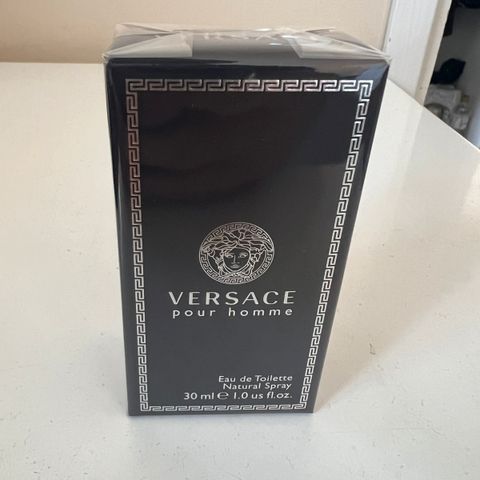 VERSACE
pour homme
Eau de Toilette
Natural Spray
30 ml ℮ 1.0 us fl.oz.